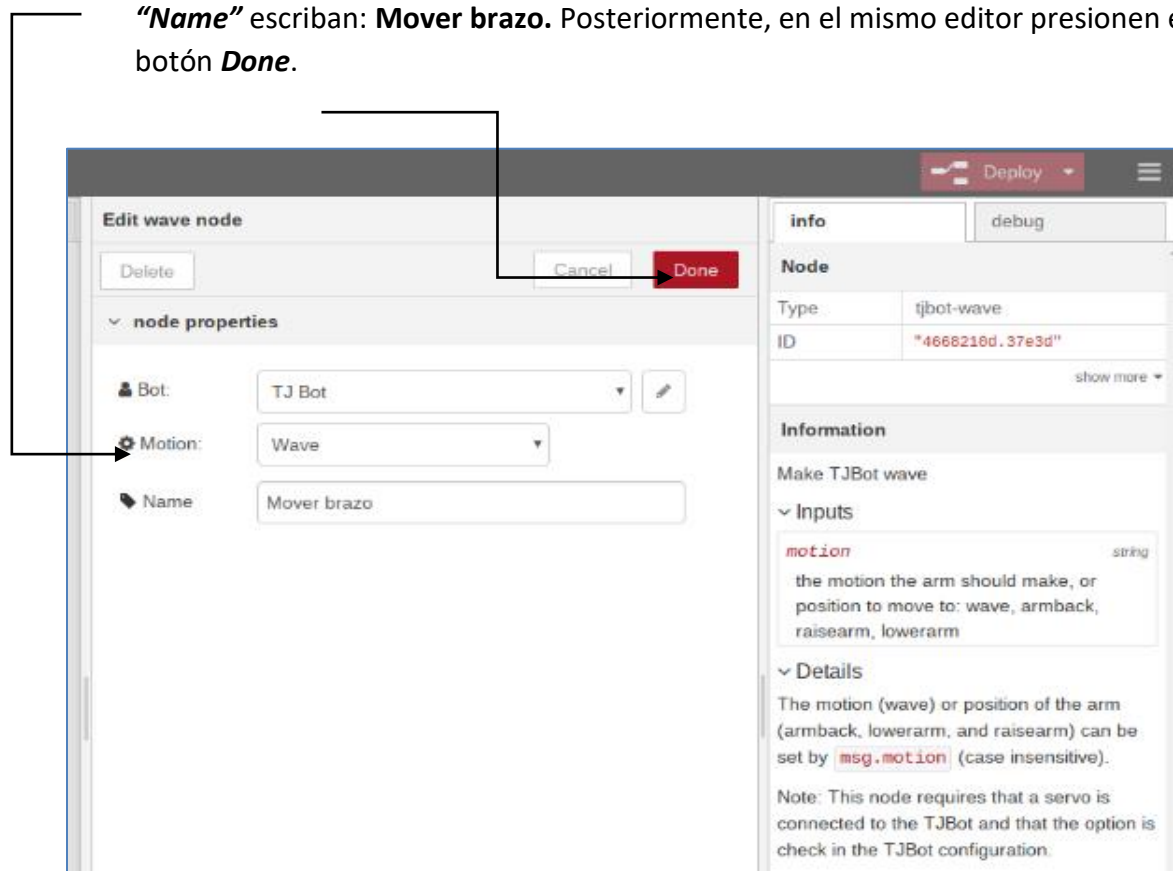 “Name” escriban: Mover brazo. Posteriormente, en el mismo editor presionen e
botón Done.
Deploy
Edit wave node
info
debug
Delete
Cancel
Done
Node
Type
tjbot-wave
node properties
ID
"4668210d.37e3d"
show more
Bot:
TJ Bot
Information
Motion:
Wave
Make TJBot wave
Inputs
Name
Mover brazo
motion
string
the motion the arm should make, or
position to move to: wave, armback,
raisearm, lowerarm
Details
The motion (wave) or position of the arm
(armback, lowerarm, and raisearm) can be
set by msg.motion (case insensitive).
Note: This node requires that a servo is
connected to the TJBot and that the option is
check in the TJBot configuration.